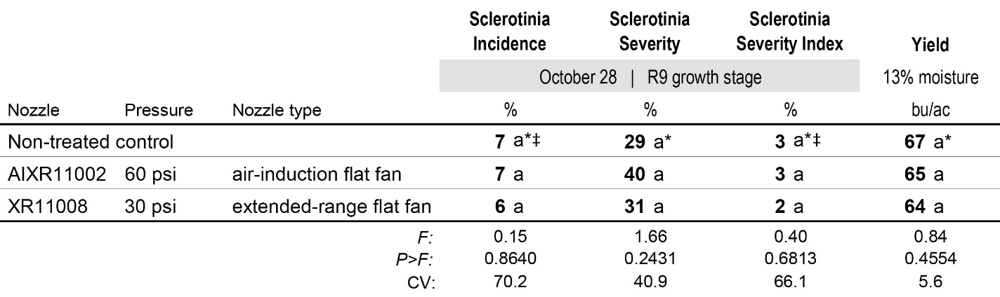 Sclerotinia Sclerotinia Sclerotinia
Incidence Severity Severity Index Yield
October 28 | R9 growth stage 13% moisture
Nozzle Pressure Nozzle type % % % bu/ac
Non-treated control 7 a*‡ 29 a* 3 a*‡ 67 a*
AIXR11002 60 psi air-induction flat fan 7 a 40 a 3 a 65 a
XR11008 30 psi extended-range flat fan 6 a 31 a 2 a 64 a
F: 0.15 1.66 0.40 0.84
P>F: 0.8640 0.2431 0.6813 0.4554
CV: 70.2 40.9 66.1 5.6